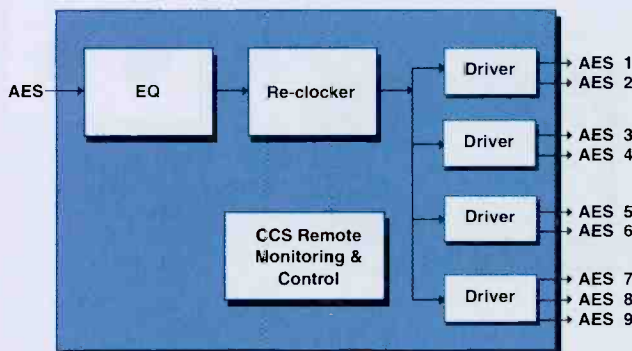 AES
EQ
Re-clocker
Driver
AES 1
AES 2
Driver
AES 3
AES 4
Driver
AES 5
AES 6
CCS Remote
Monitoring &
Control
Driver
AES 7
AES 8
AES 9